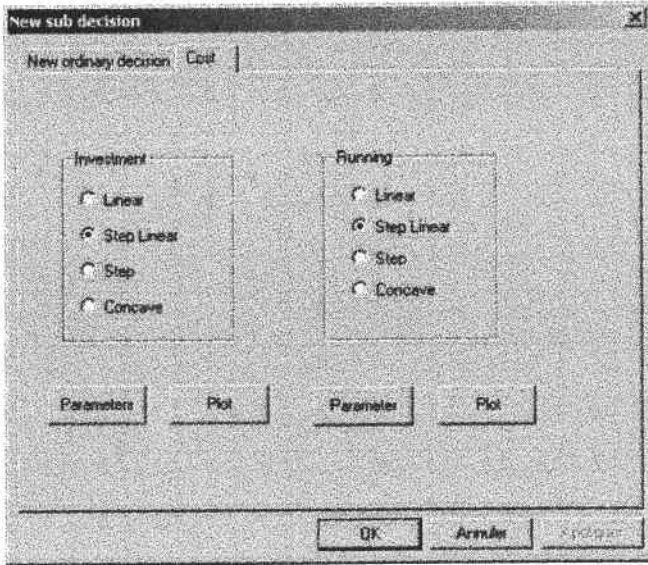 New sub decision
New ordinary decision Cost
Investment Running
Linear Linear
Step Linear Step Linear
Step Step
Concave Concave
Parameters Plot Parameter Plot
OK Annuler